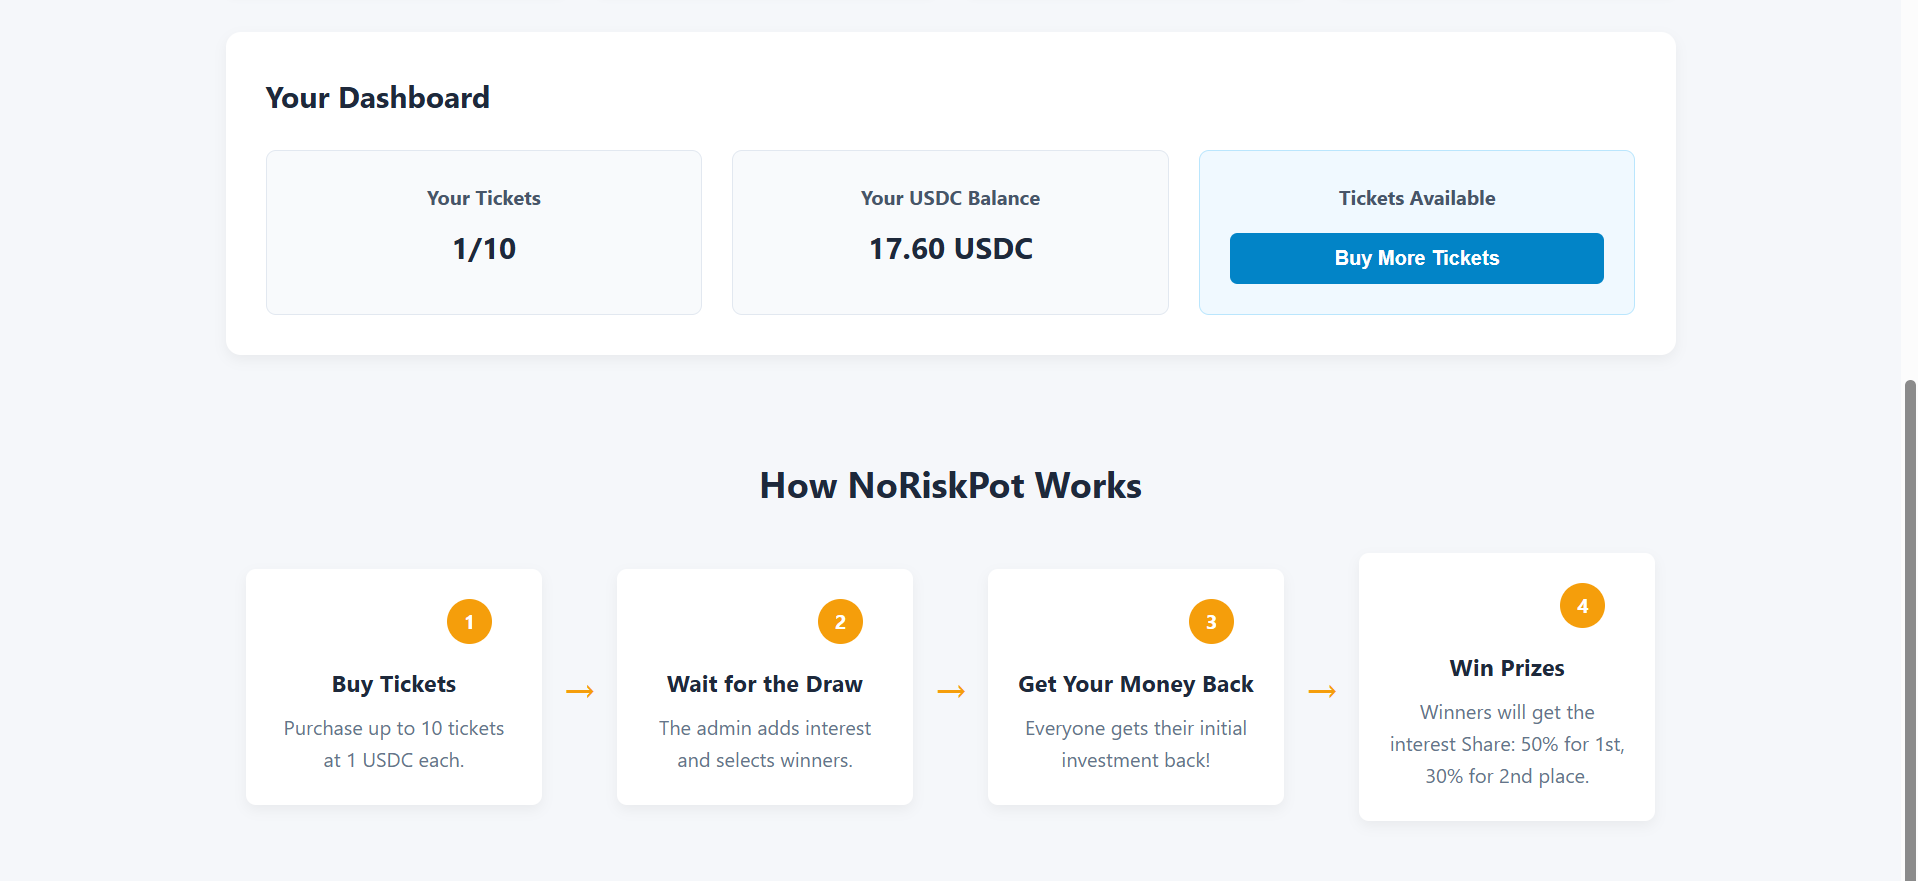 Your Dashboard
Your Tickets
1/10
Your USDC Balance
17.60 USDC
Tickets Available
Buy More Tickets
How NoRiskPot Works
1
Buy Tickets
Purchase up to 10 tickets
at 1 USDC each.
→
2
Wait for the Draw
The admin adds interest
and selects winners.
→
3
Get Your Money Back
Everyone gets their initial
investment back!
→
4
Win Prizes
Winners will get the
interest Share: 50% for 1st,
30% for 2nd place.